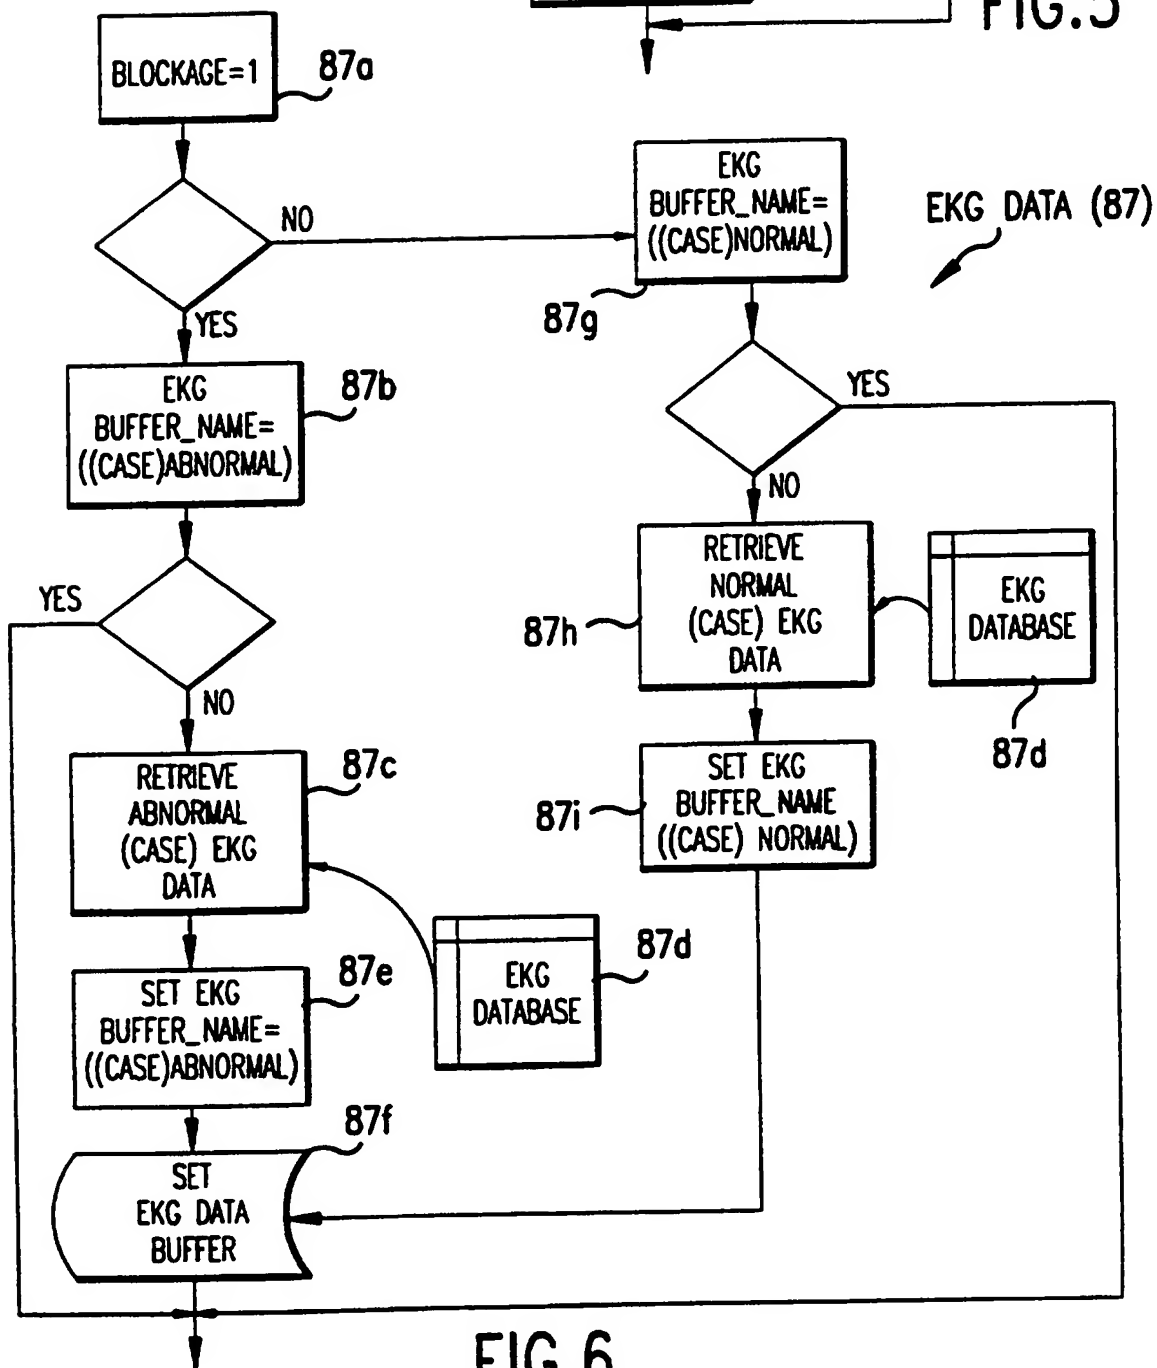 FIG.5
BLOCKAGE=1
87a
NO
YES
EKG
BUFFER_NAME=
((CASE)NORMAL)
87g
EKG DATA (87)
EKG
BUFFER_NAME=
((CASE)ABNORMAL)
87b
YES
NO
YES
NO
RETRIEVE
NORMAL
(CASE) EKG
DATA
87h
EKG
DATABASE
87d
RETRIEVE
ABNORMAL
(CASE) EKG
DATA
87c
SET EKG
BUFFER_NAME
((CASE) NORMAL)
87i
EKG
DATABASE
87d
SET EKG
BUFFER_NAME=
((CASE)ABNORMAL)
87e
SET
EKG DATA
BUFFER
87f
FIG.6